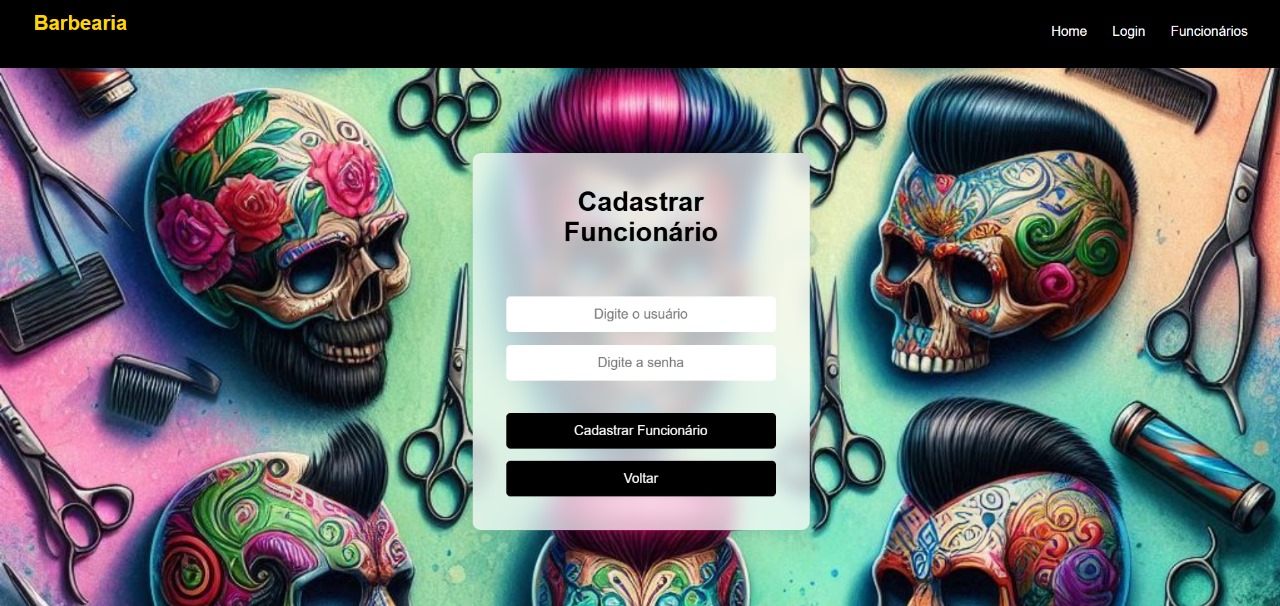 Barbearia
Home Login Funcionários
Cadastrar
Funcionário
Digite o usuário
Digite a senha
Cadastrar Funcionário
Voltar